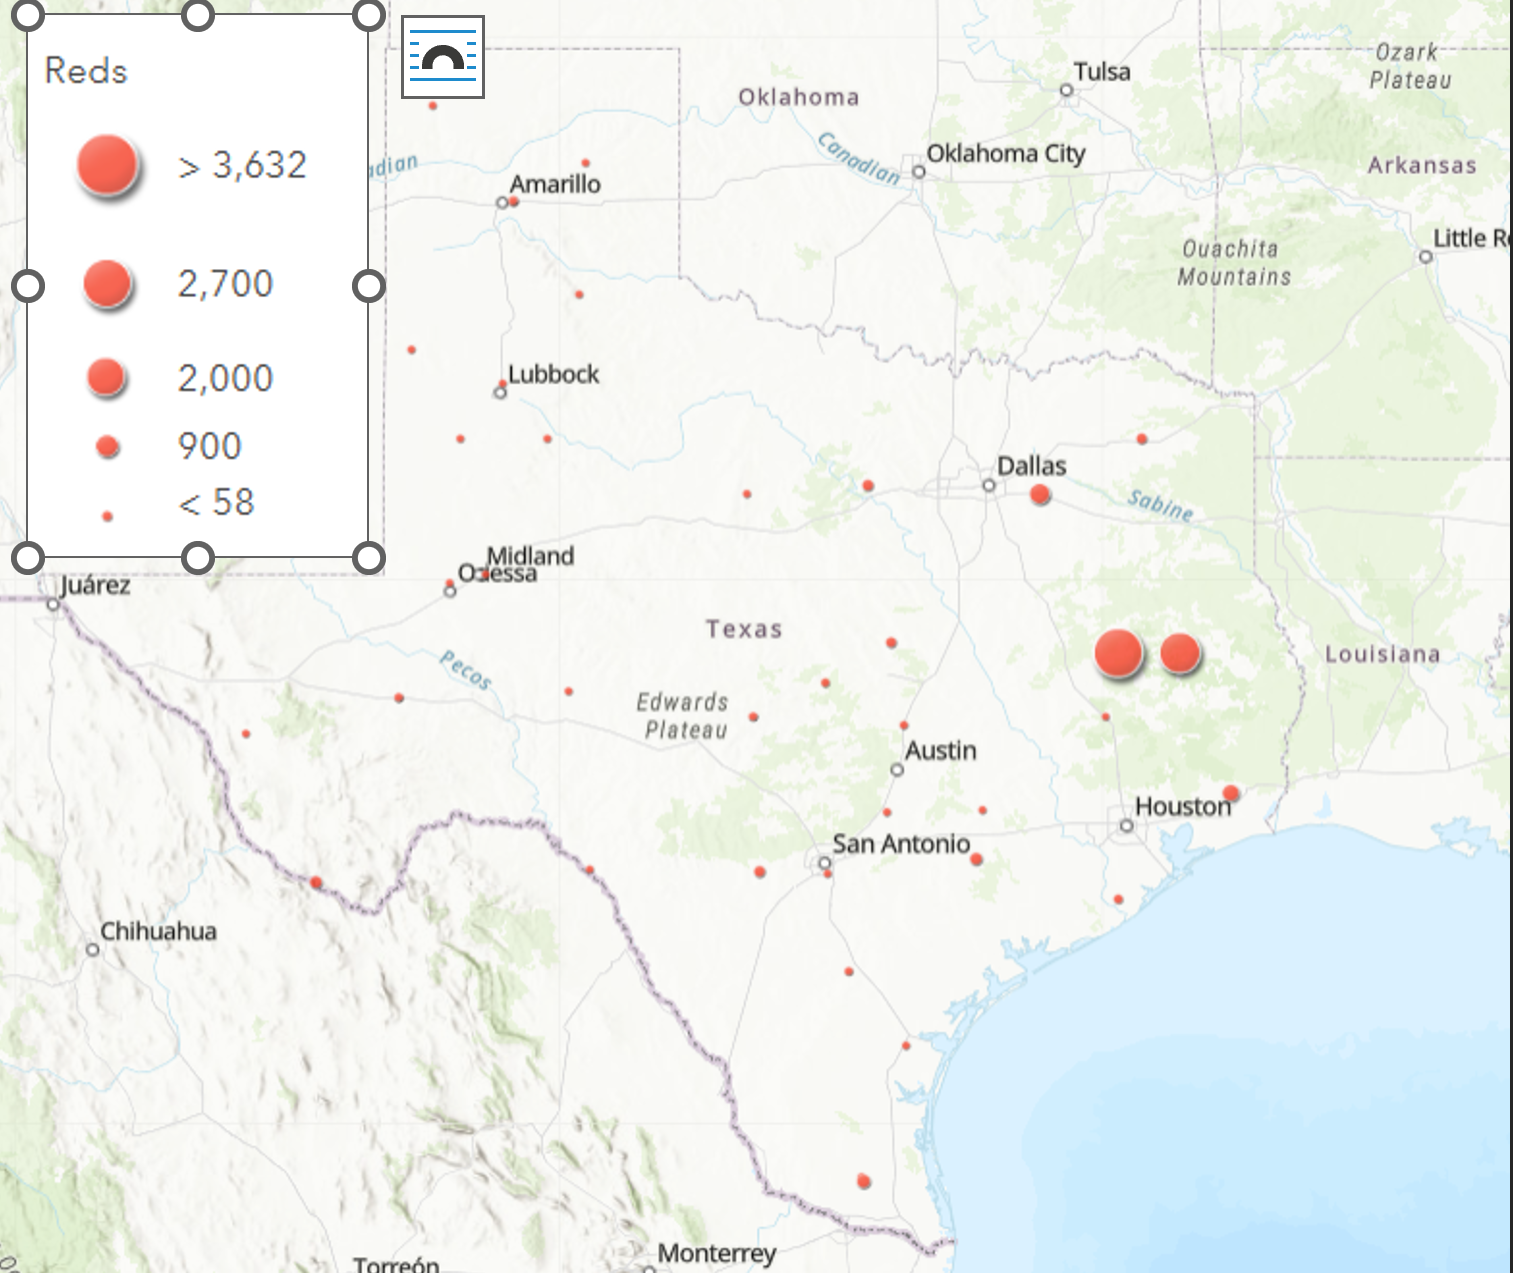 Reds
> 3,632
2,700
2,000
900
< 58
Ozark
Plateau
Tulsa
Oklahoma
Canadian
Oklahoma City
Arkansas
adian
Amarillo
Little R
Ouachita
Mountains
Lubbock
Dallas
Sabine
Midland
Odessa
Juárez
Texas
Louisiana
Pecos
Edwards
Plateau
Austin
Houston
San Antonio
Chihuahua
Monterrey
Torreón